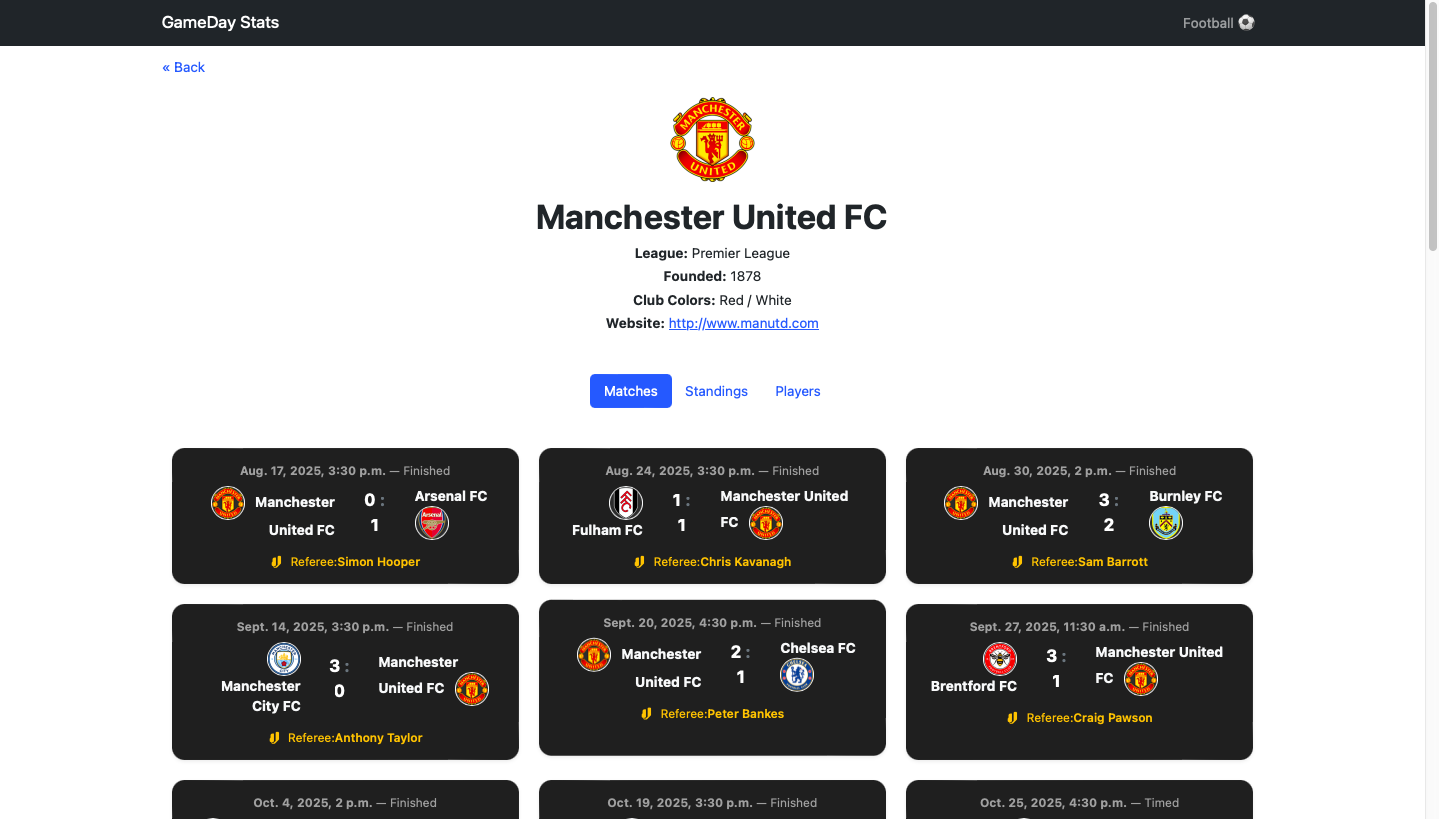 GameDay Stats
Football
« Back
MANCHESTER
UNITED
Manchester United FC
League: Premier League
Founded: 1878
Club Colors: Red / White
Website: http://www.manutd.com
Matches
Standings
Players
Aug. 17, 2025, 3:30 p.m. — Finished
Manchester
United FC
0 :
1
Arsenal FC
Arsenal
Referee:Simon Hooper
Aug. 24, 2025, 3:30 p.m. — Finished
Fulham FC
1 :
1
Manchester United
FC
Referee:Chris Kavanagh
Aug. 30, 2025, 2 p.m. — Finished
Manchester
United FC
3 :
2
Burnley FC
Referee:Sam Barrott
Sept. 14, 2025, 3:30 p.m. — Finished
Manchester
City FC
3 :
0
Manchester
United FC
Referee:Anthony Taylor
Sept. 20, 2025, 4:30 p.m. — Finished
Manchester
United FC
2 :
1
Chelsea FC
Referee:Peter Bankes
Sept. 27, 2025, 11:30 a.m. — Finished
Brentford FC
3 :
1
Manchester United
FC
Referee:Craig Pawson
Oct. 4, 2025, 2 p.m. — Finished
Oct. 19, 2025, 3:30 p.m. — Finished
Oct. 25, 2025, 4:30 p.m. — Timed